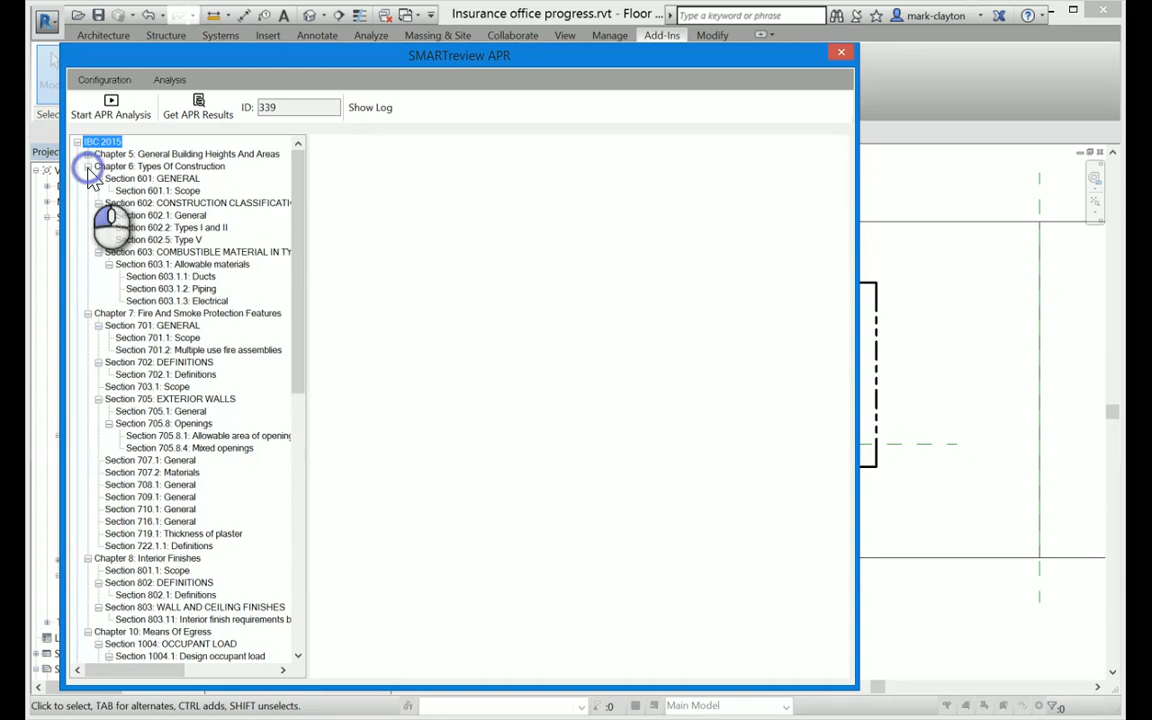 Insurance office progress.rvt - Floor ...
Type a keyword or phrase
mark-clayton
Architecture Structure Systems Insert Annotate Analyze Massing & Site Collaborate View Manage Add-Ins Modify
SMARTreview APR
Configuration Analysis
Start APR Analysis Get APR Results ID: 339 Show Log
Selec
Projec
IBC 2015
Chapter 5: General Building Heights And Areas
Chapter 6: Types Of Construction
Section 601: GENERAL
Section 601.1: Scope
Section 602: CONSTRUCTION CLASSIFICATI
Section 602.1: General
Section 602.2: Types I and II
Section 602.5: Type V
Section 603: COMBUSTIBLE MATERIAL IN TY
Section 603.1: Allowable materials
Section 603.1.1: Ducts
Section 603.1.2: Piping
Section 603.1.3: Electrical
Chapter 7: Fire And Smoke Protection Features
Section 701: GENERAL
Section 701.1: Scope
Section 701.2: Multiple use fire assemblies
Section 702: DEFINITIONS
Section 702.1: Definitions
Section 703.1: Scope
Section 705: EXTERIOR WALLS
Section 705.1: General
Section 705.8: Openings
Section 705.8.1: Allowable area of opening
Section 705.8.4: Mixed openings
Section 707.1: General
Section 707.2: Materials
Section 708.1: General
Section 709.1: General
Section 710.1: General
Section 716.1: General
Section 719.1: Thickness of plaster
Section 722.1.1: Definitions
Chapter 8: Interior Finishes
Section 801.1: Scope
Section 802: DEFINITIONS
Section 802.1: Definitions
Section 803: WALL AND CEILING FINISHES
Section 803.11: Interior finish requirements b
Chapter 10: Means Of Egress
Section 1004: OCCUPANT LOAD
Section 1004.1: Design occupant load
Click to select, TAB for alternates, CTRL adds, SHIFT unselects.
:0
Main Model
:0